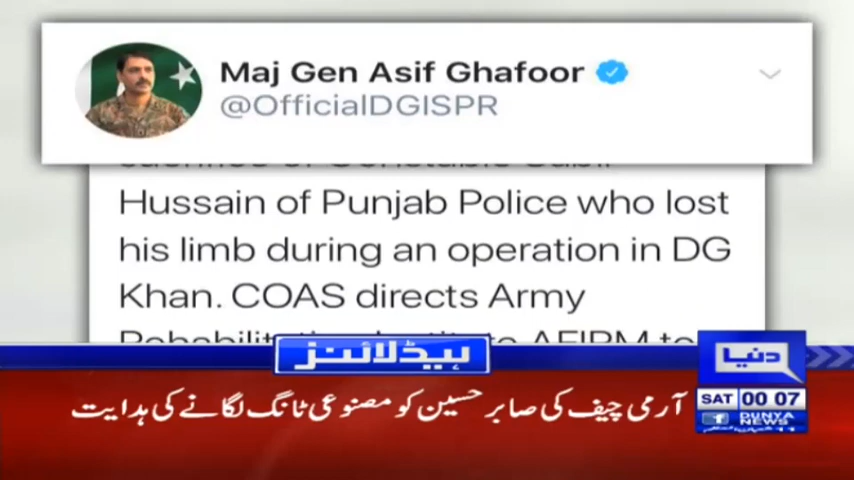 Maj Gen Asif Ghafoor
@OfficialDGISPR
Hussain of Punjab Police who lost
his limb during an operation in DG
Khan. COAS directs Army
ہیڈلائنز
دنیا
آرمی چیف کی صابر حسین کو مصنوعی ٹانگ لگانے کی ہدایت
SAT 00 07
DUNYA
NEWS